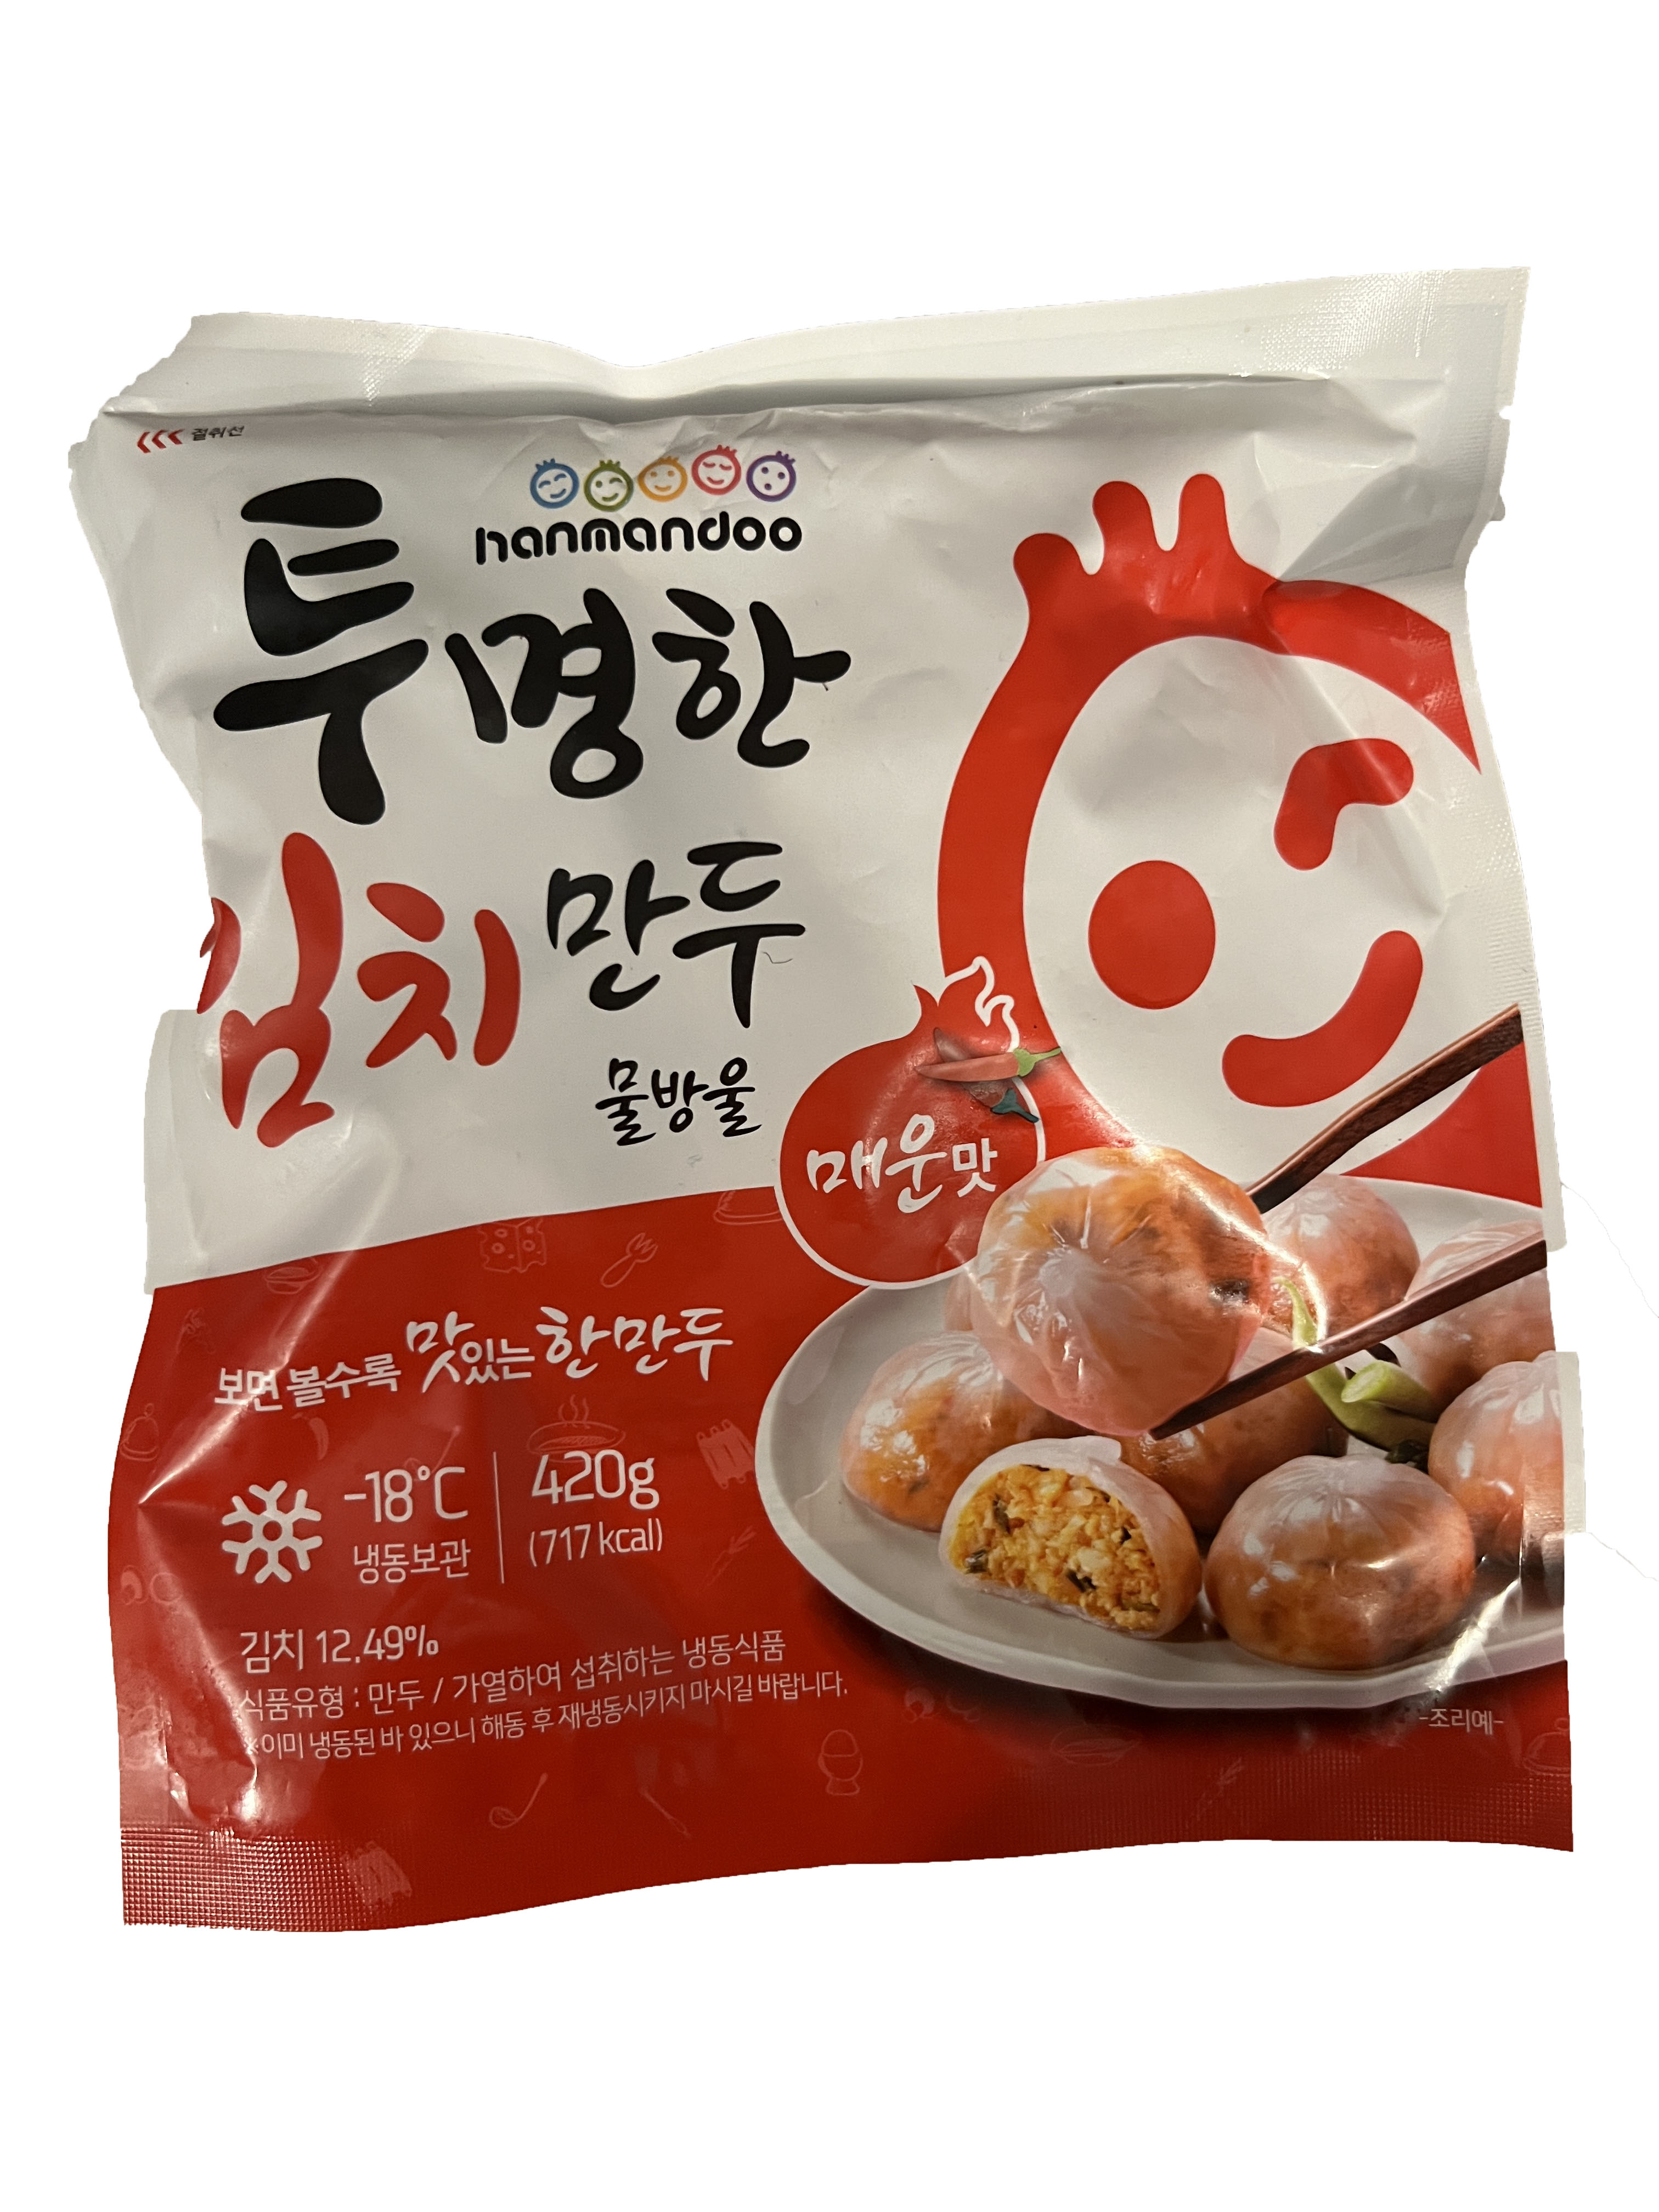 절취선
hanmandoo
투명한
김치만두
물방울
매운맛
보면 볼수록 맛있는 한만두
-18℃
냉동보관
420g
(717 kcal)
김치 12.49%
식품유형 : 만두 / 가열하여 섭취하는 냉동식품
※이미 냉동된 바 있으니 해동 후 재냉동시키지 마시길 바랍니다.
-조리예-